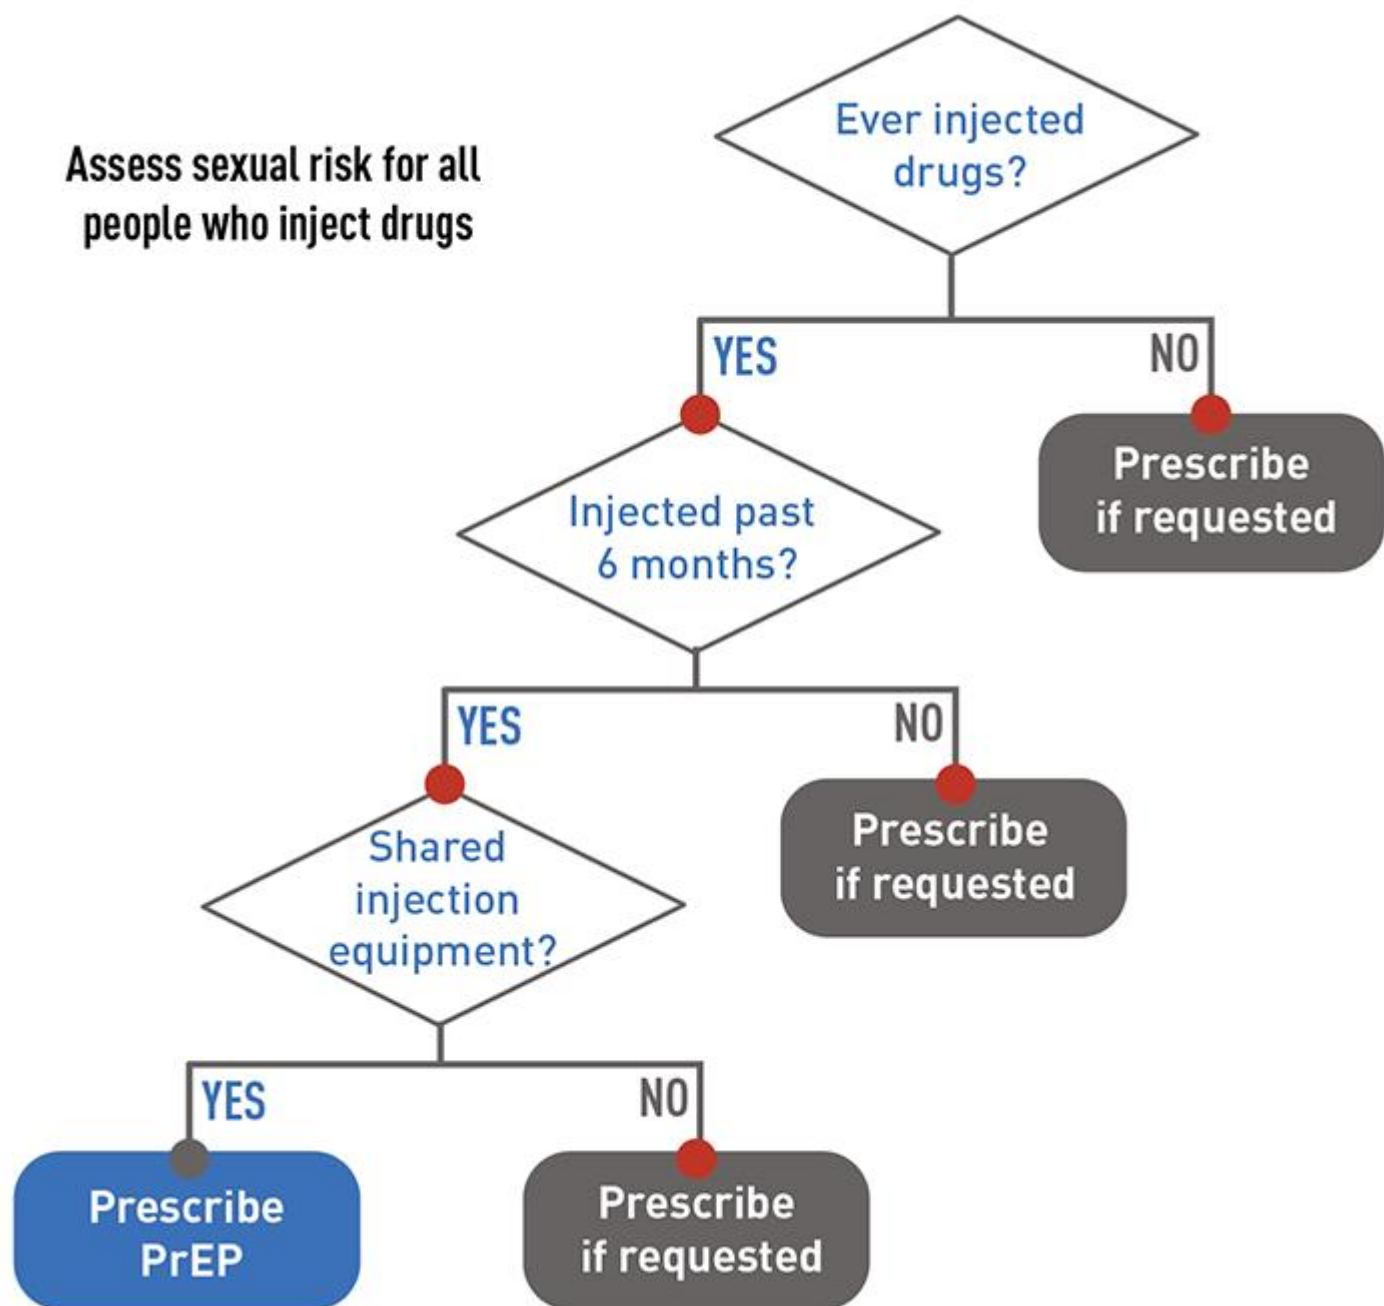 Assess sexual risk for all
people who inject drugs
Ever injected
drugs?
YES
NO
Prescribe
if requested
Injected past
6 months?
YES
NO
Prescribe
if requested
Shared
injection
equipment?
YES
NO
Prescribe
PrEP
Prescribe
if requested